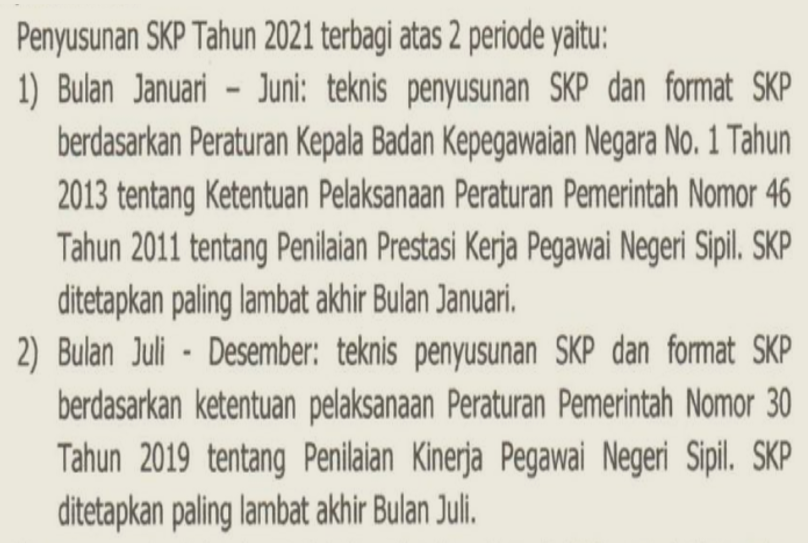 Penyusunan SKP Tahun 2021 terbagi atas 2 periode yaitu:
1) Bulan Januari – Juni: teknis penyusunan SKP dan format SKP
berdasarkan Peraturan Kepala Badan Kepegawaian Negara No. 1 Tahun
2013 tentang Ketentuan Pelaksanaan Peraturan Pemerintah Nomor 46
Tahun 2011 tentang Penilaian Prestasi Kerja Pegawai Negeri Sipil. SKP
ditetapkan paling lambat akhir Bulan Januari.
2) Bulan Juli - Desember: teknis penyusunan SKP dan format SKP
berdasarkan ketentuan pelaksanaan Peraturan Pemerintah Nomor 30
Tahun 2019 tentang Penilaian Kinerja Pegawai Negeri Sipil. SKP
ditetapkan paling lambat akhir Bulan Juli.